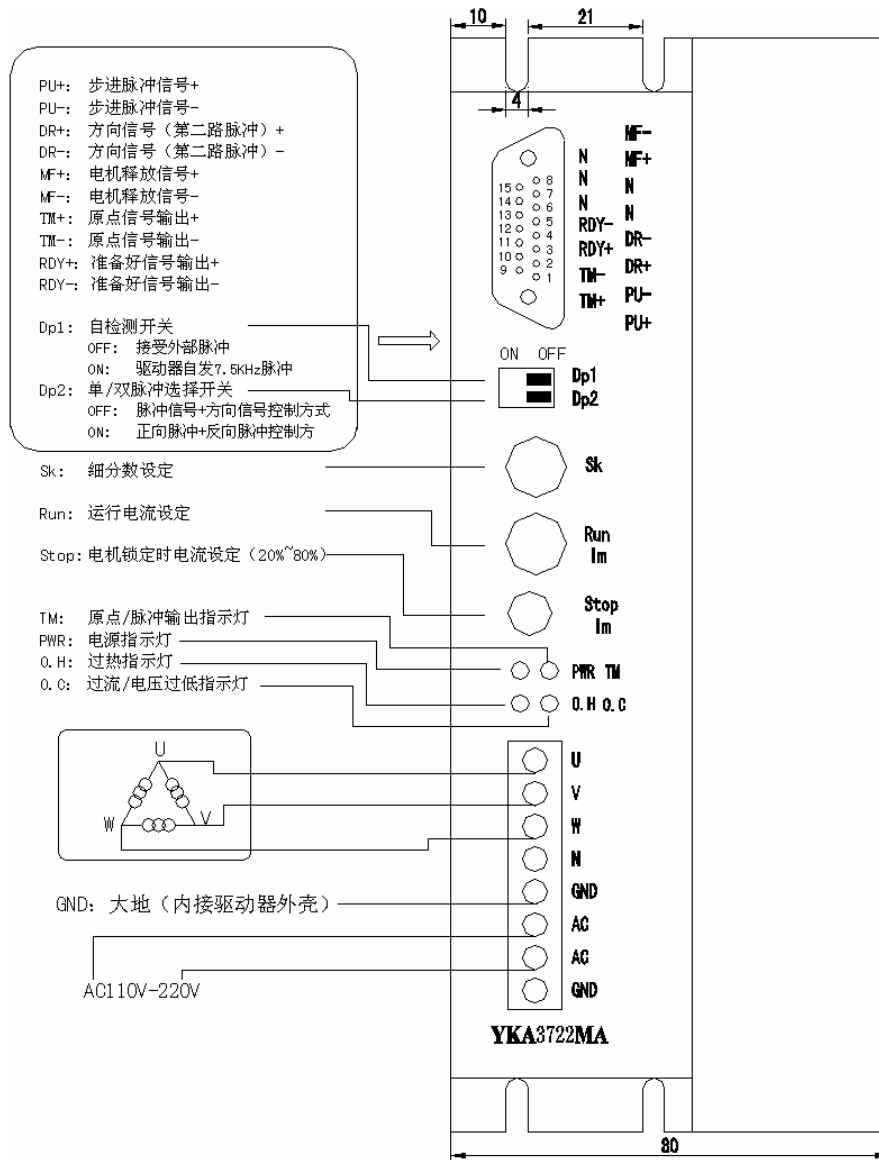 10
21
4
PU+: 步进脉冲信号+
PU-: 步进脉冲信号-
DR+: 方向信号（第二路脉冲）+
DR-: 方向信号（第二路脉冲）-
MF+: 电机释放信号+
MF-: 电机释放信号-
TM+: 原点信号输出+
TM-: 原点信号输出-
RDY+: 准备好信号输出+
RDY-: 准备好信号输出-
Dp1: 自检测开关
OFF: 接受外部脉冲
ON: 驱动器自发7.5KHz脉冲
Dp2: 单/双脉冲选择开关
OFF: 脉冲信号+方向信号控制方式
ON: 正向脉冲+反向脉冲控制方
Sk: 细分数设定
Run: 运行电流设定
Stop: 电机锁定时电流设定（20%~80%）
TM: 原点/脉冲输出指示灯
PWR: 电源指示灯
O.H: 过热指示灯
O.C: 过流/电压过低指示灯
U
W
V
GND: 大地（内接驱动器外壳）
AC110V-220V
15
14
13
12
11
10
9
8
7
6
5
4
3
2
1
N
N
N
RDY-
RDY+
TM-
TM+
MF-
MF+
N
N
DR-
DR+
PU-
PU+
ON OFF
Dp1
Dp2
Sk
Run
Im
Stop
Im
PWR TM
O.H O.C
U
V
W
N
GND
AC
AC
GND
YKA3722MA
80